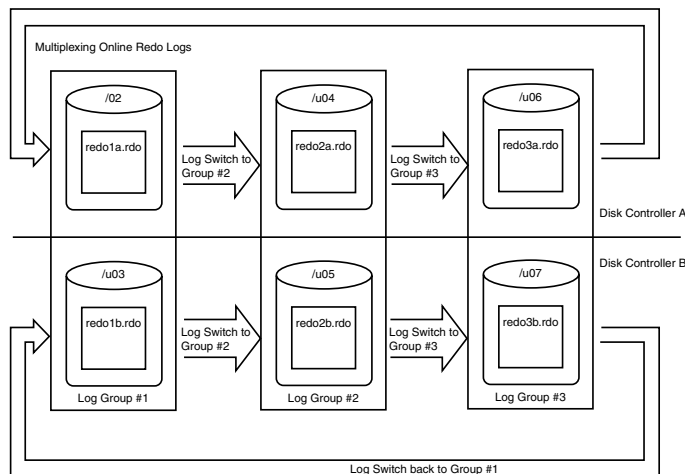 Multiplexing Online Redo Logs
/02
/u04
/u06
redo1a.rdo
Log Switch to
Group #2
redo2a.rdo
Log Switch to
Group #3
redo3a.rdo
Disk Controller A
Disk Controller B
/u03
/u05
/u07
redo1b.rdo
Log Switch to
Group #2
redo2b.rdo
Log Switch to
Group #3
redo3b.rdo
Log Group #1
Log Group #2
Log Group #3
Log Switch back to Group #1